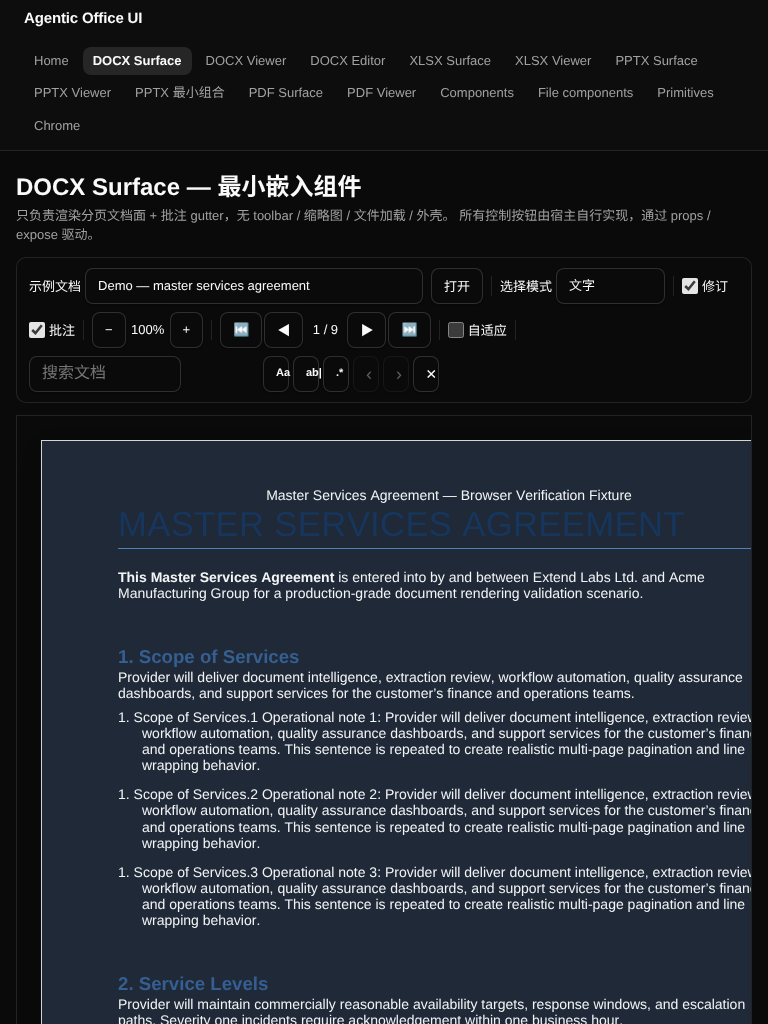 Agentic Office UI
Home DOCX Surface DOCX Viewer DOCX Editor XLSX Surface XLSX Viewer PPTX Surface
PPTX Viewer PPTX 最小组合 PDF Surface PDF Viewer Components File components Primitives
Chrome
DOCX Surface — 最小嵌入组件
只负责渲染分页文档面 + 批注 gutter，无 toolbar / 缩略图 / 文件加载 / 外壳。 所有控制按钮由宿主自行实现，通过 props /
expose 驱动。
示例文档 Demo — master services agreement 打开 选择模式 文字 修订
批注 − 100% + ⏮ ◀ 1 / 9 ▶ ⏭ 自适应
搜索文档 Aa ab| .* ‹ › ✕
Master Services Agreement — Browser Verification Fixture
MASTER SERVICES AGREEMENT
This Master Services Agreement is entered into by and between Extend Labs Ltd. and Acme
Manufacturing Group for a production-grade document rendering validation scenario.
1. Scope of Services
Provider will deliver document intelligence, extraction review, workflow automation, quality assurance
dashboards, and support services for the customer’s finance and operations teams.
1. Scope of Services.1 Operational note 1: Provider will deliver document intelligence, extraction review
workflow automation, quality assurance dashboards, and support services for the customer’s finan
and operations teams. This sentence is repeated to create realistic multi-page pagination and line
wrapping behavior.
1. Scope of Services.2 Operational note 2: Provider will deliver document intelligence, extraction review
workflow automation, quality assurance dashboards, and support services for the customer’s finan
and operations teams. This sentence is repeated to create realistic multi-page pagination and line
wrapping behavior.
1. Scope of Services.3 Operational note 3: Provider will deliver document intelligence, extraction review
workflow automation, quality assurance dashboards, and support services for the customer’s finan
and operations teams. This sentence is repeated to create realistic multi-page pagination and line
wrapping behavior.
2. Service Levels
Provider will maintain commercially reasonable availability targets, response windows, and escalation
paths. Severity one incidents require acknowledgement within one business hour.